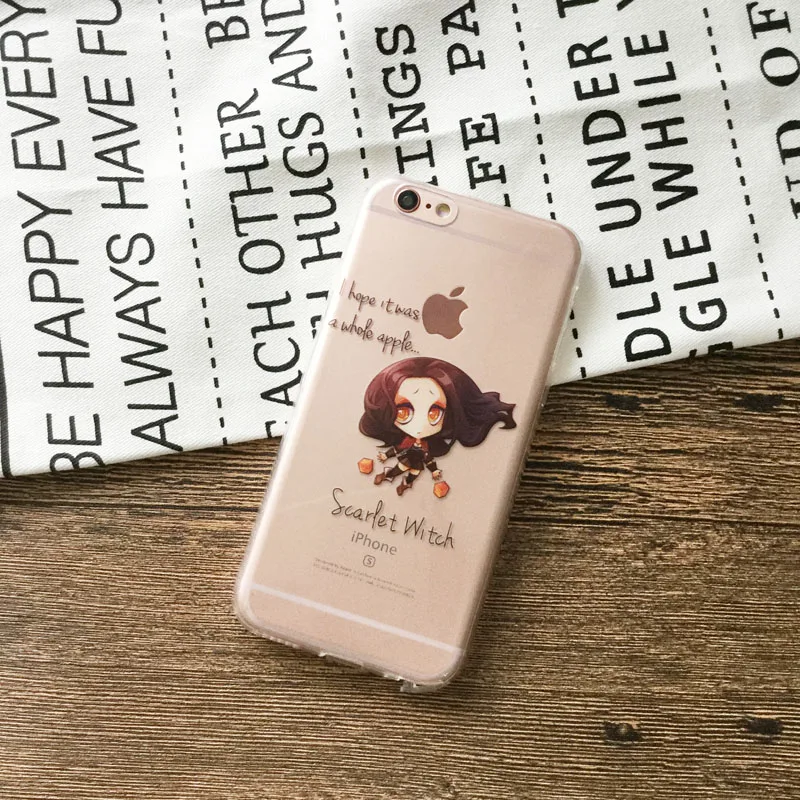 BE HAPPY EVERY
ALWAYS HAVE FU
EACH OTHER BE
HUGS AND
INGS
FE PA
DLE UNDER T
GLE WHILE
UP OF
I hope it was
a whole apple...
Scarlet Witch
iPhone
S